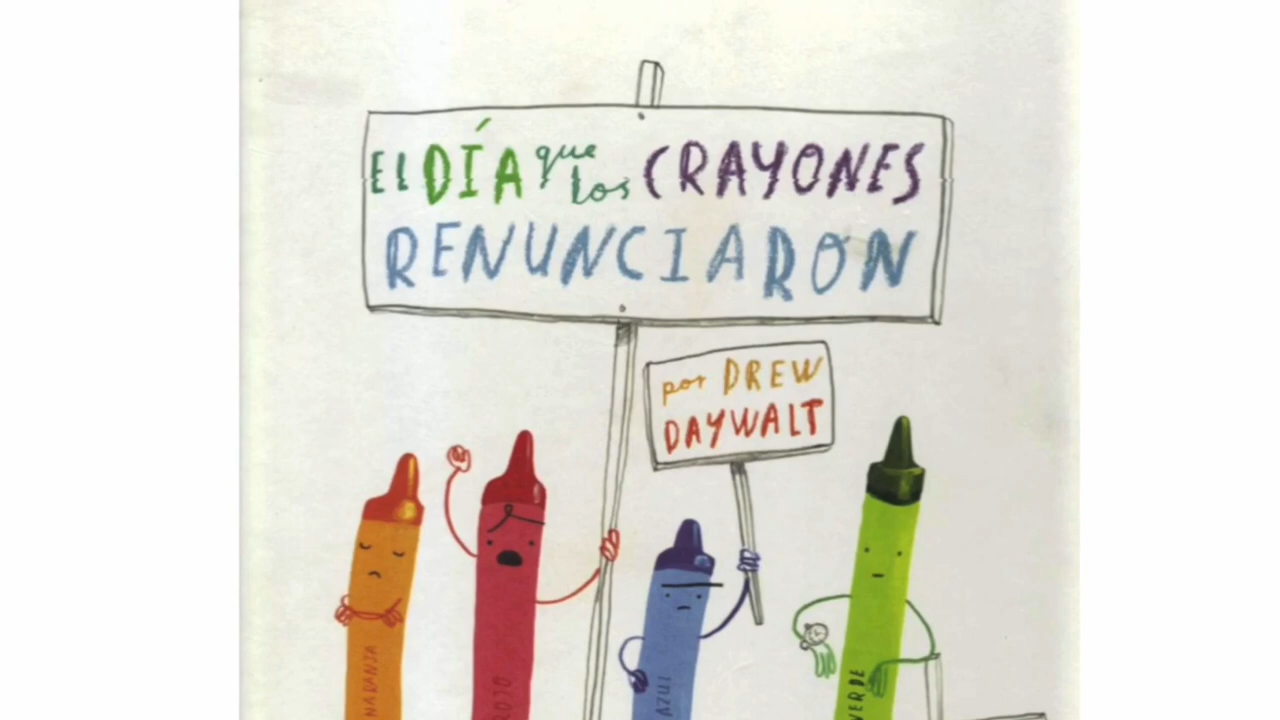 El DÍA que los CRAYONES
RENUNCIARON
por DREW
DAYWALT
NARANJA
ROJO
AZUL
VERDE